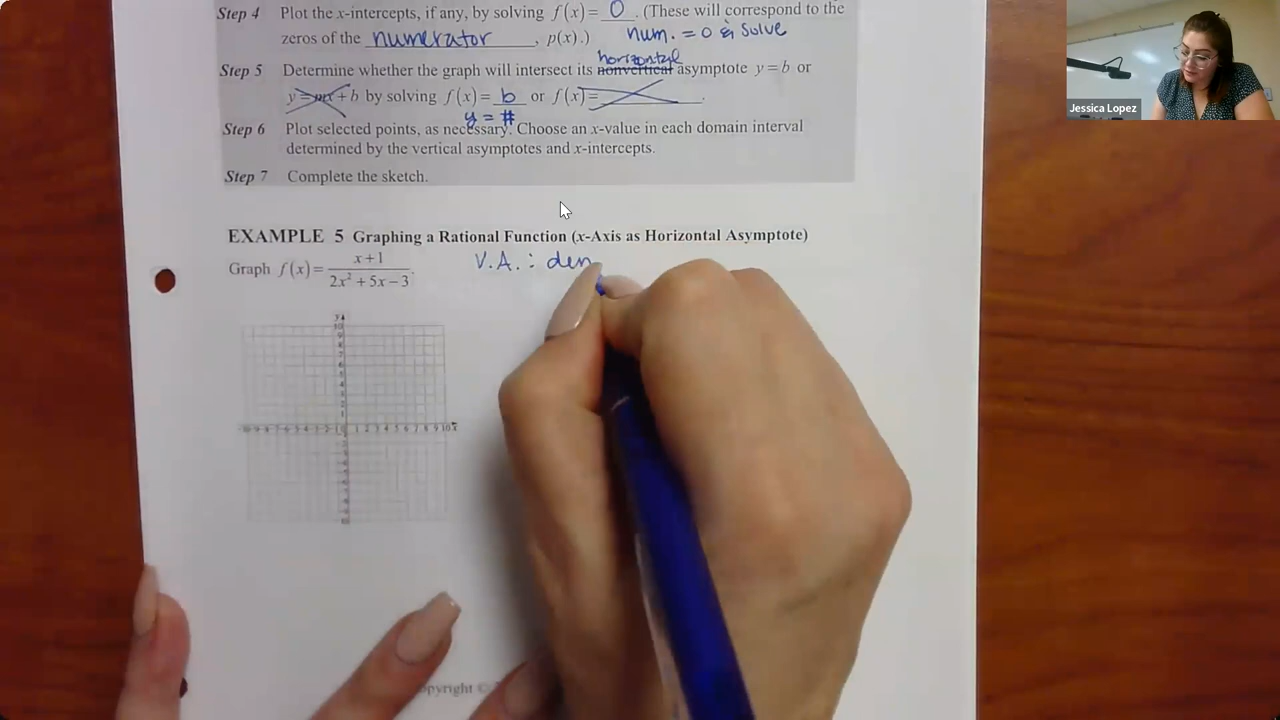 Step 4 Plot the x-intercepts, if any, by solving f(x) = 0. (These will correspond to the
zeros of the numerator, p(x).) num. = 0 & solve
horizontal
Step 5 Determine whether the graph will intersect its nonvertical asymptote y = b or
y = mx + b by solving f(x) = b or f(x) = .
y = #
Step 6 Plot selected points, as necessary. Choose an x-value in each domain interval
determined by the vertical asymptotes and x-intercepts.
Step 7 Complete the sketch.
EXAMPLE 5 Graphing a Rational Function (x-Axis as Horizontal Asymptote)
Graph f(x) = x + 1 / 2x² + 5x − 3. V.A. : den
Jessica Lopez